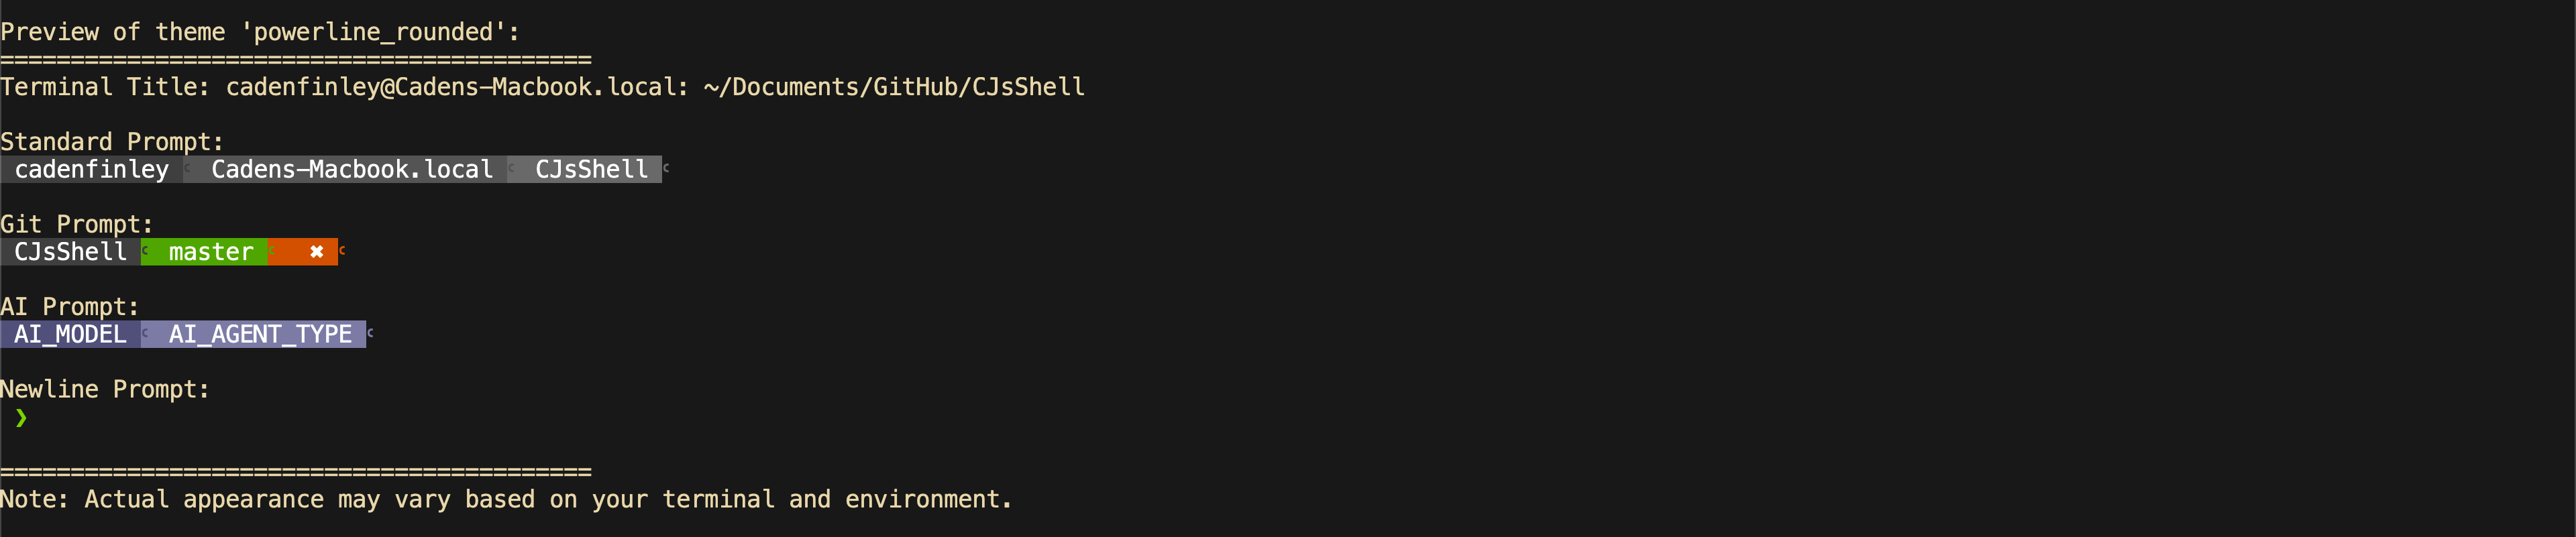 Preview of theme 'powerline_rounded':
==========================================
Terminal Title: cadenfinley@Cadens-Macbook.local: ~/Documents/GitHub/CJsShell
Standard Prompt:
cadenfinley c Cadens-Macbook.local c CJsShell c
Git Prompt:
CJsShell c master c ✖ c
AI Prompt:
AI_MODEL c AI_AGENT_TYPE c
Newline Prompt:
❯
==========================================
Note: Actual appearance may vary based on your terminal and environment.